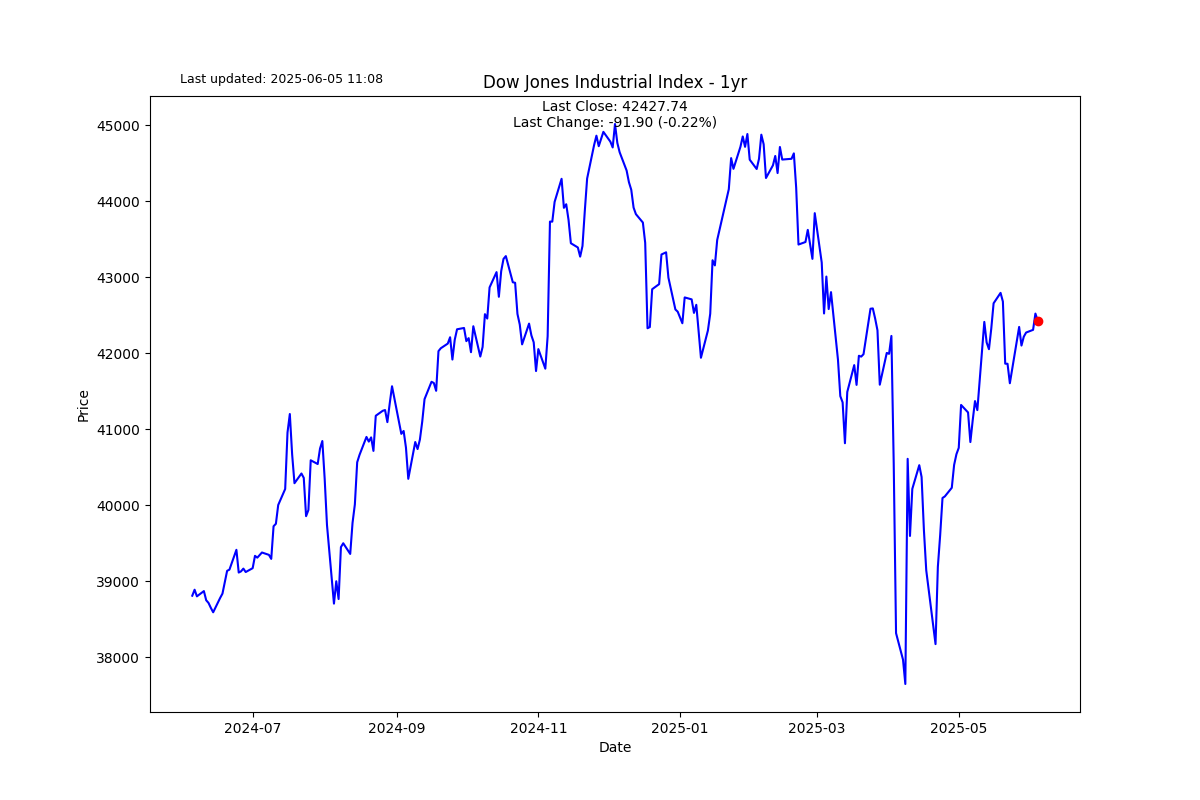 Last updated: 2025-06-05 11:08
Dow Jones Industrial Index - 1yr
Last Close: 42427.74
Last Change: -91.90 (-0.22%)
45000
44000
43000
42000
41000
40000
39000
38000
Price
2024-07
2024-09
2024-11
2025-01
2025-03
2025-05
Date